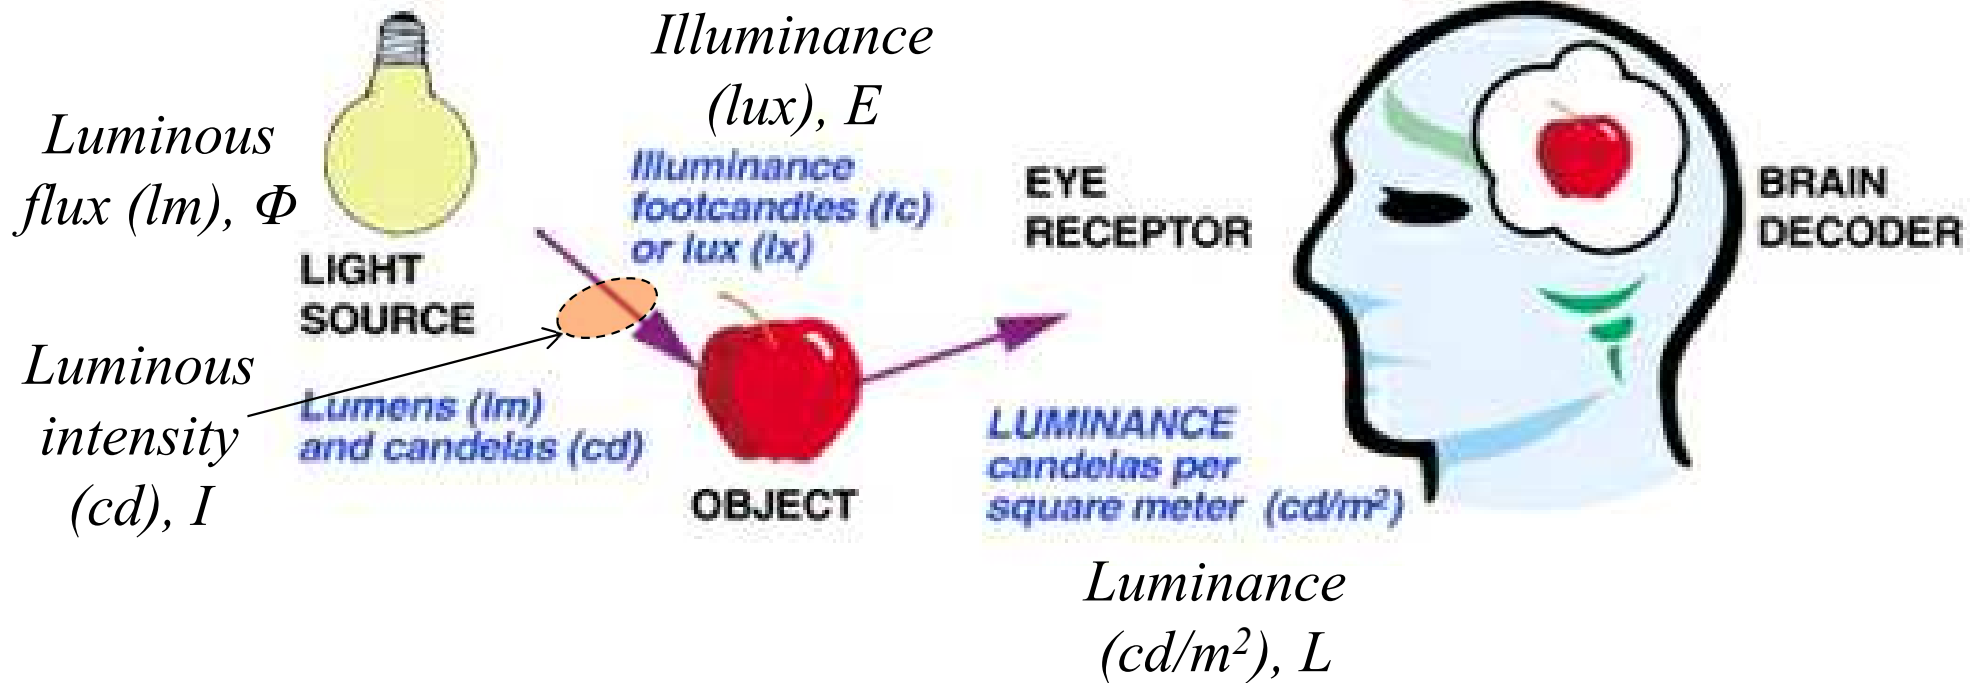 Luminous
flux (lm), Φ
LIGHT
SOURCE
Luminous
intensity
(cd), I
Lumens (lm)
and candelas (cd)
Illuminance
(lux), E
Illuminance
footcandles (fc)
or lux (lx)
OBJECT
EYE
RECEPTOR
BRAIN
DECODER
LUMINANCE
candelas per
square meter (cd/m²)
Luminance
(cd/m²), L